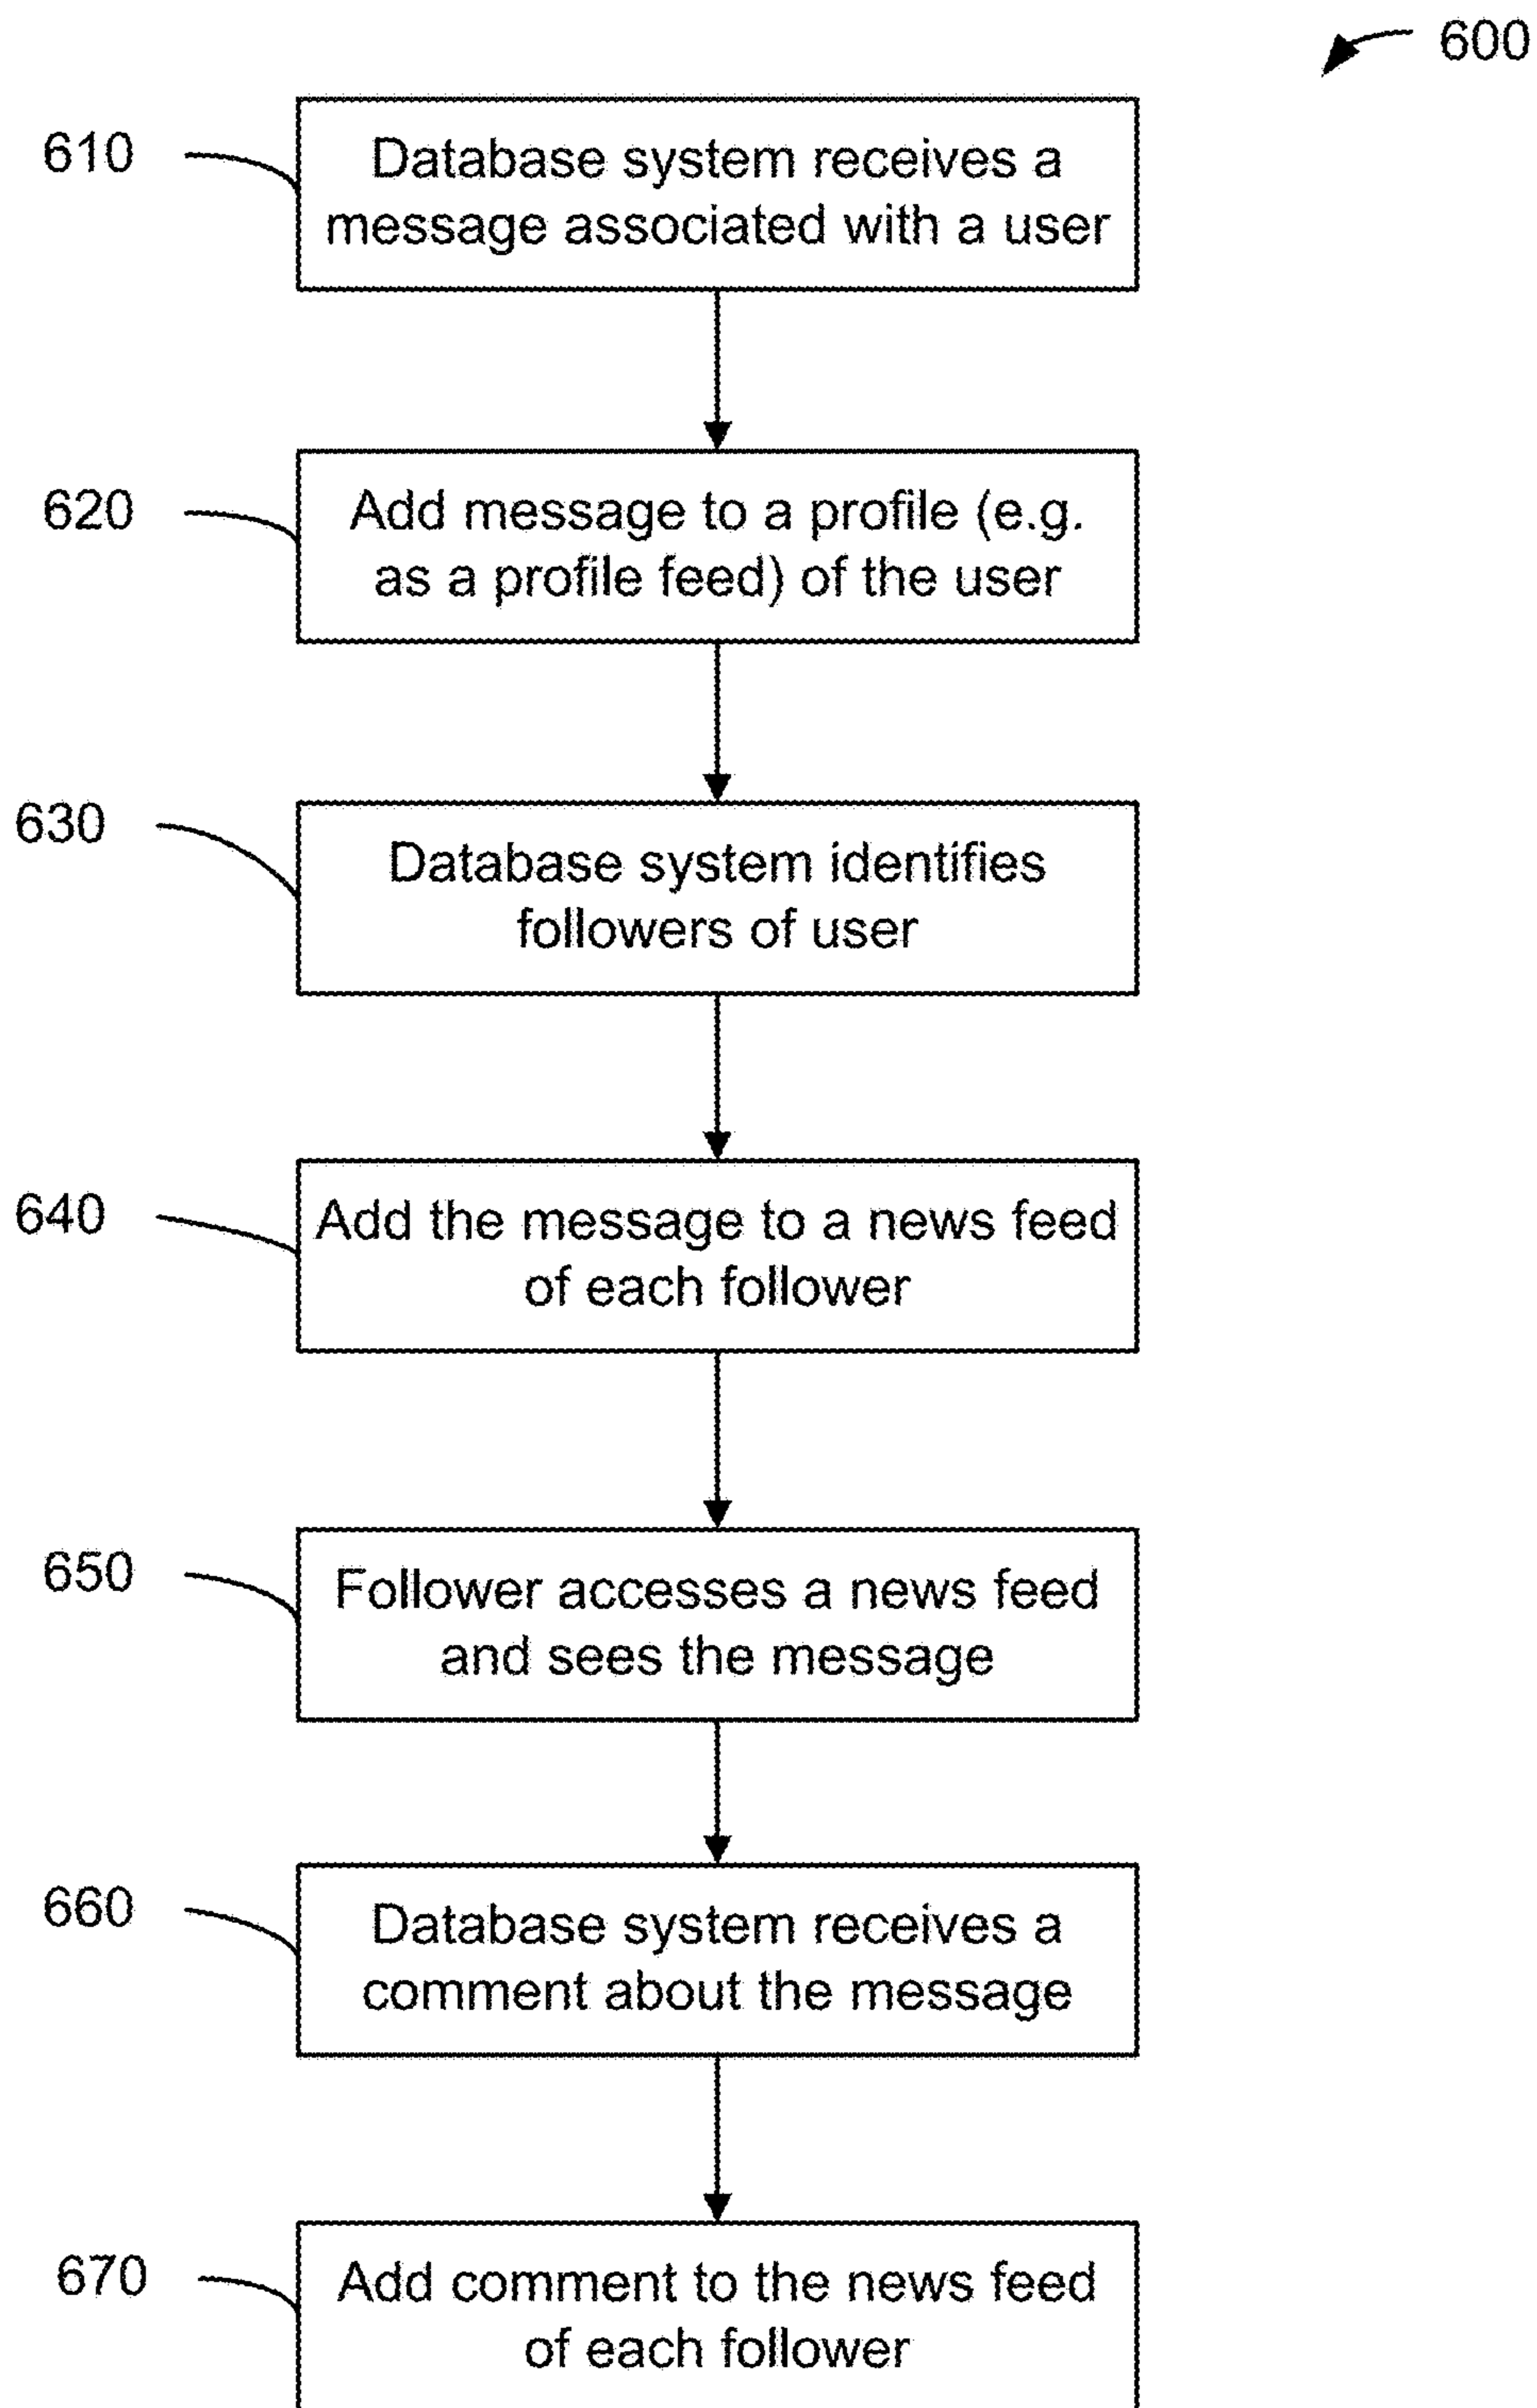 600
610
Database system receives a
message associated with a user
620
Add message to a profile (e.g.
as a profile feed) of the user
630
Database system identifies
followers of user
640
Add the message to a news feed
of each follower
650
Follower accesses a news feed
and sees the message
660
Database system receives a
comment about the message
670
Add comment to the news feed
of each follower